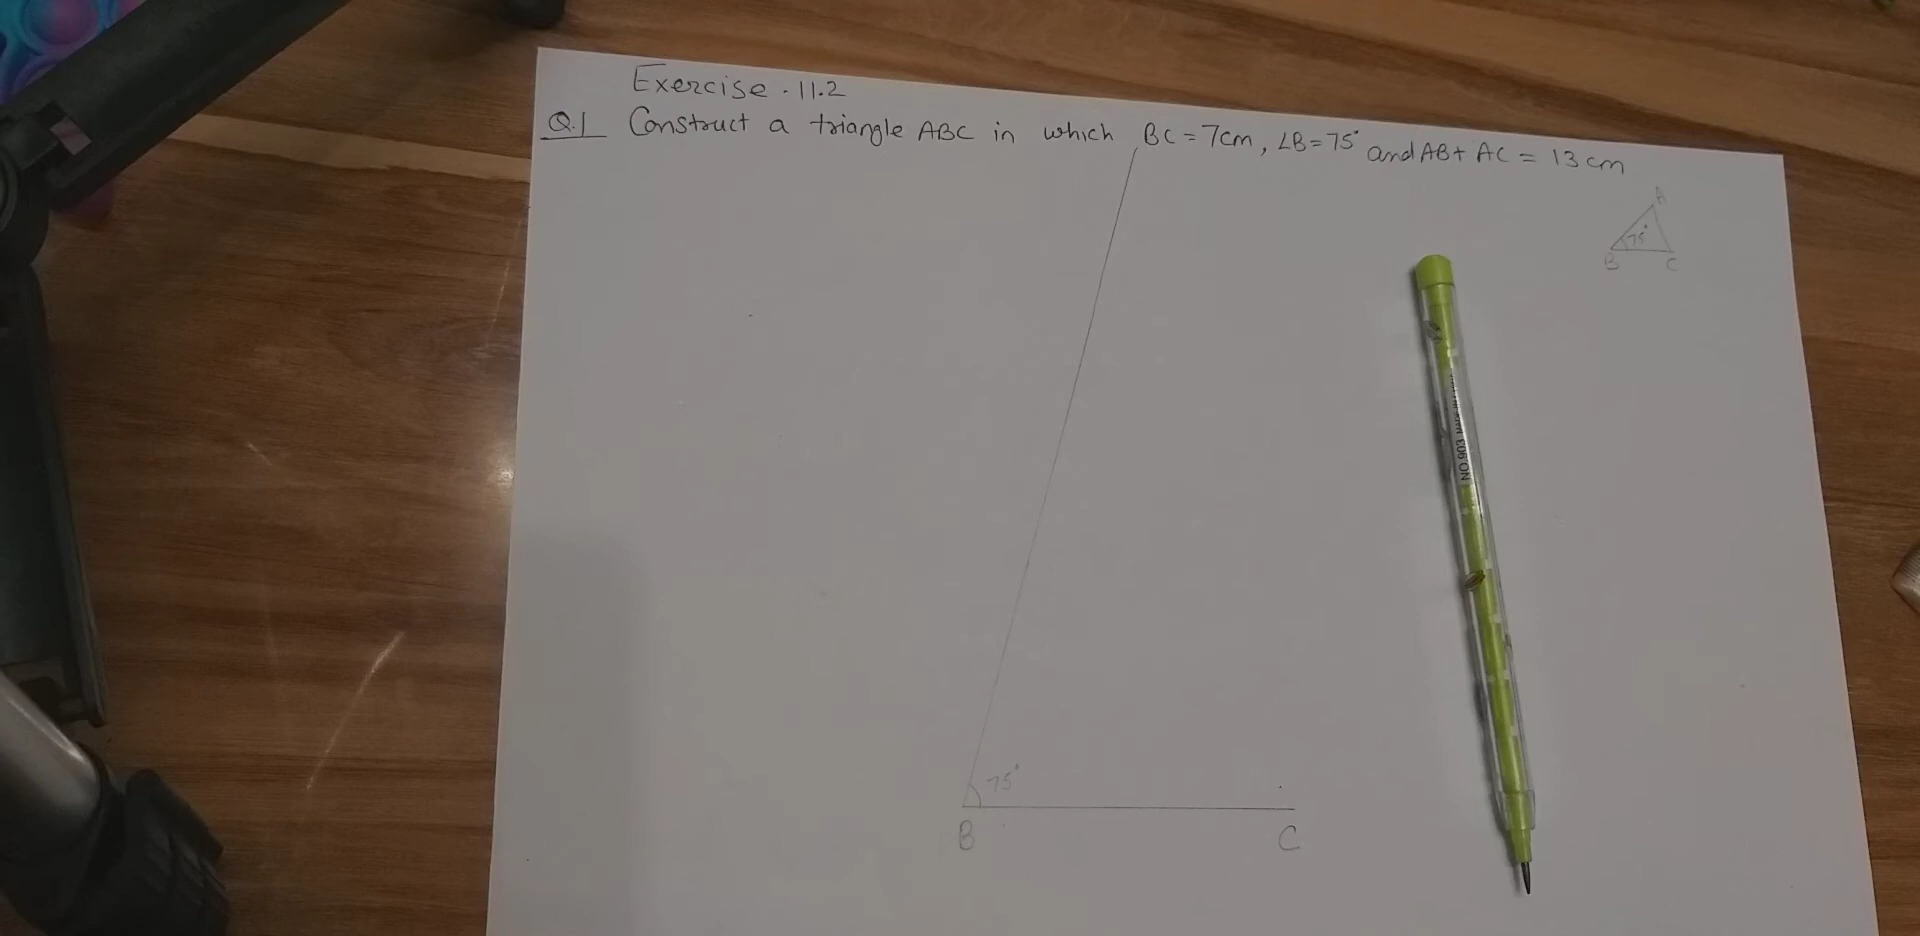 Exercise . 11.2
Q.1 Construct a triangle ABC in which BC = 7cm, ∠B = 75° and AB + AC = 13 cm
A
75°
B C
NO.903
75°
B C